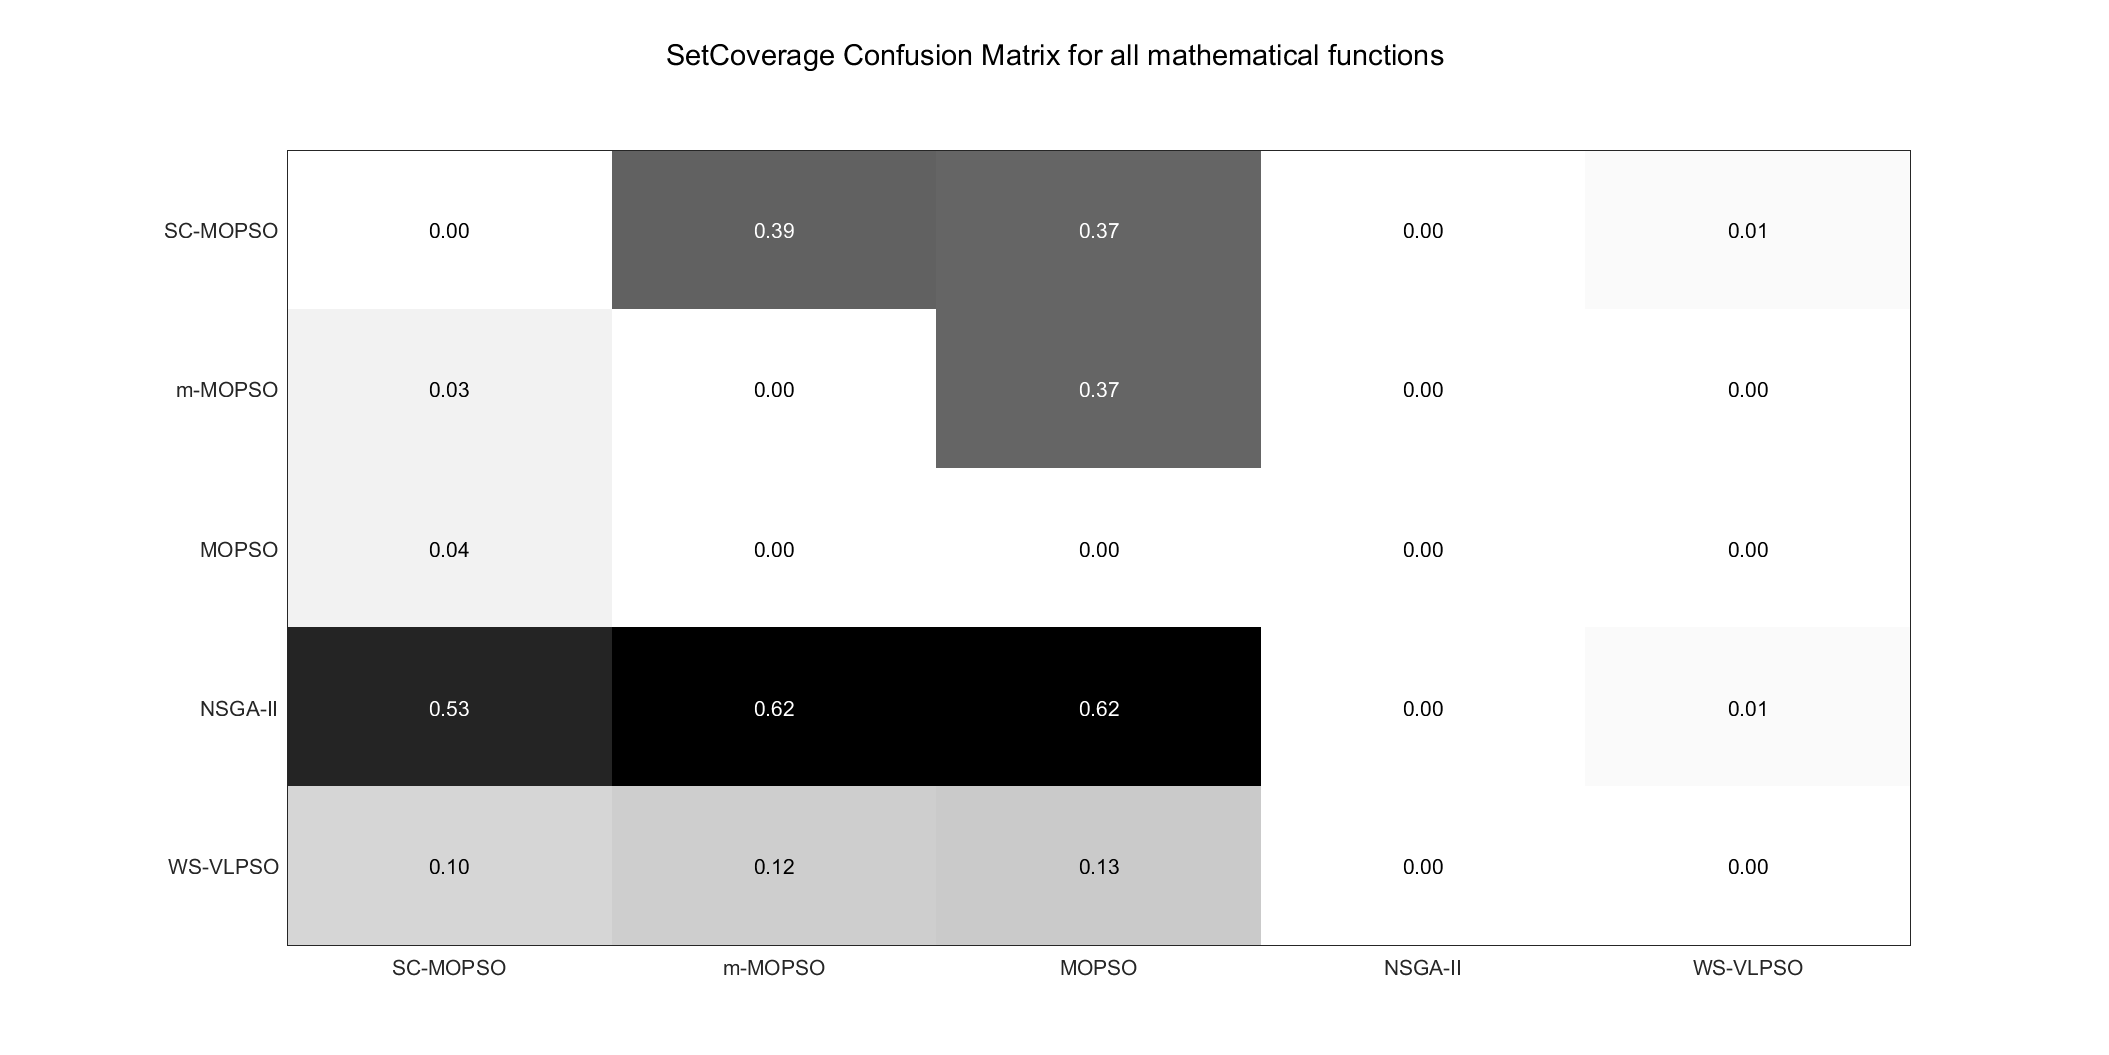 SetCoverage Confusion Matrix for all mathematical functions
SC-MOPSO 0.00 0.39 0.37 0.00 0.01
m-MOPSO 0.03 0.00 0.37 0.00 0.00
MOPSO 0.04 0.00 0.00 0.00 0.00
NSGA-II 0.53 0.62 0.62 0.00 0.01
WS-VLPSO 0.10 0.12 0.13 0.00 0.00
SC-MOPSO m-MOPSO MOPSO NSGA-II WS-VLPSO